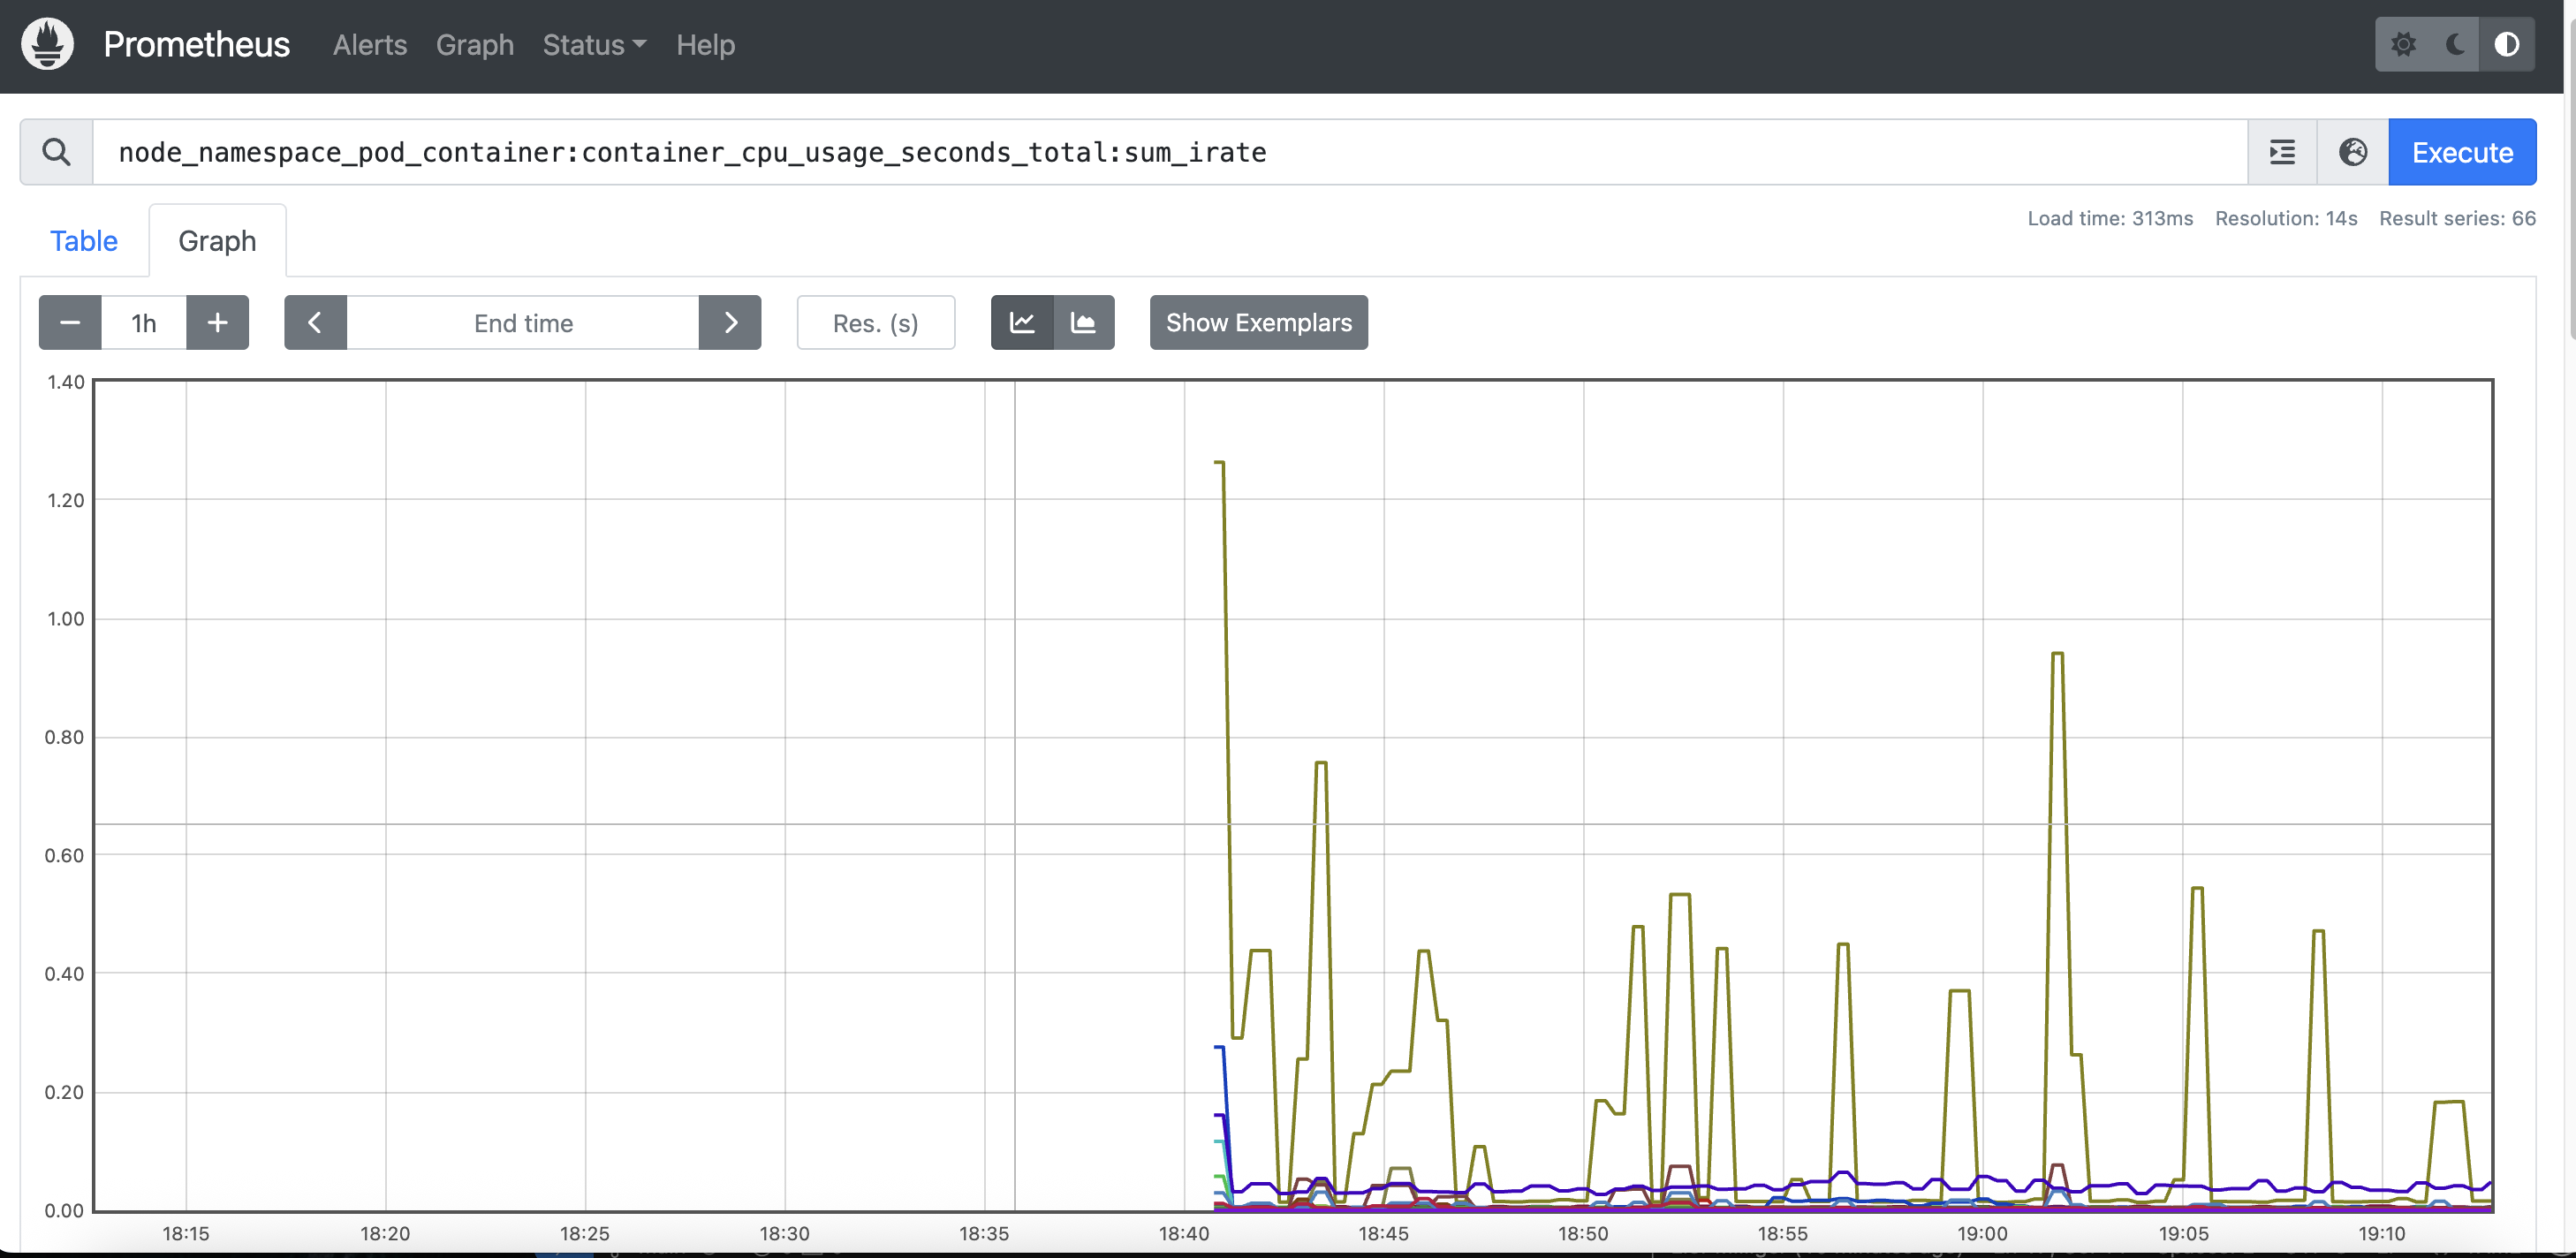 Prometheus Alerts Graph Status Help
node_namespace_pod_container:container_cpu_usage_seconds_total:sum_irate
Execute
Load time: 313ms Resolution: 14s Result series: 66
Table Graph
1h End time Res. (s) Show Exemplars
1.40
1.20
1.00
0.80
0.60
0.40
0.20
0.00
18:15 18:20 18:25 18:30 18:35 18:40 18:45 18:50 18:55 19:00 19:05 19:10